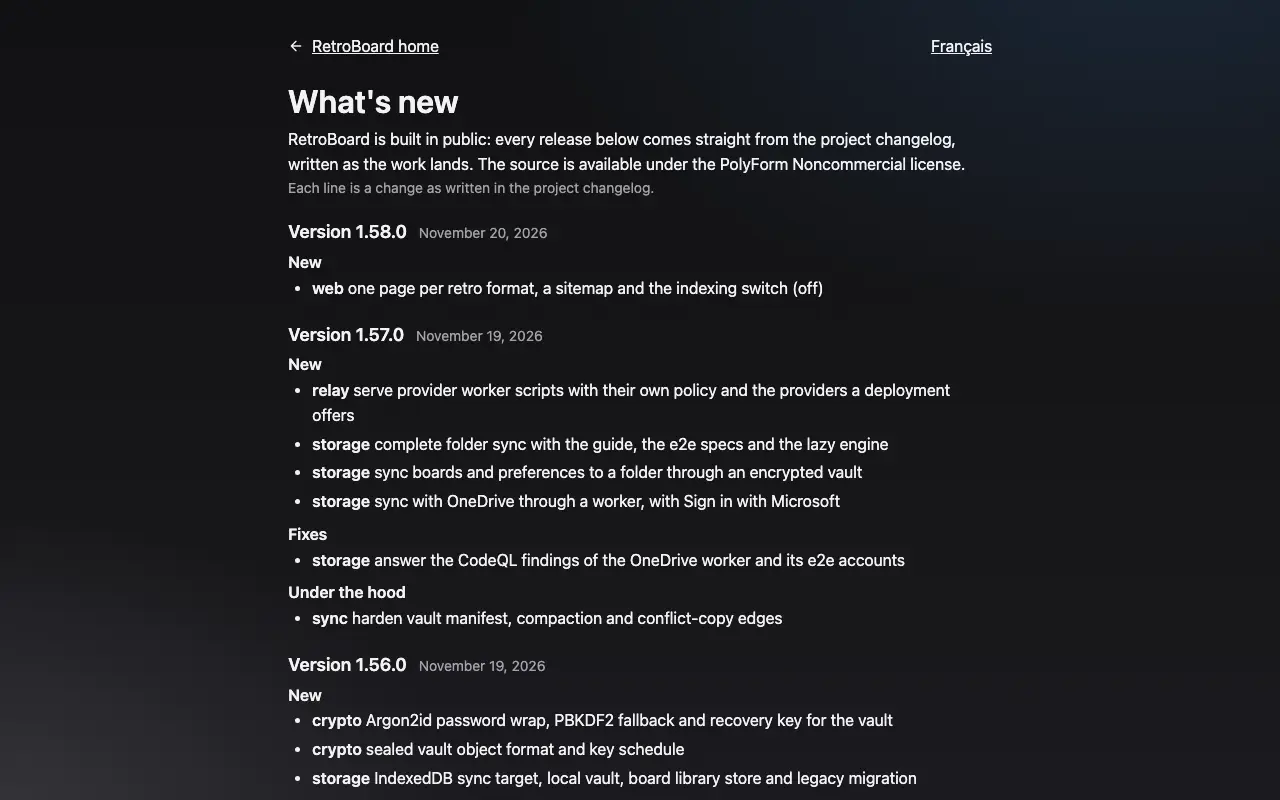 ← RetroBoard home
Français
What's new
RetroBoard is built in public: every release below comes straight from the project changelog,
written as the work lands. The source is available under the PolyForm Noncommercial license.
Each line is a change as written in the project changelog.
Version 1.58.0 November 20, 2026
New
• web one page per retro format, a sitemap and the indexing switch (off)
Version 1.57.0 November 19, 2026
New
• relay serve provider worker scripts with their own policy and the providers a deployment
offers
• storage complete folder sync with the guide, the e2e specs and the lazy engine
• storage sync boards and preferences to a folder through an encrypted vault
• storage sync with OneDrive through a worker, with Sign in with Microsoft
Fixes
• storage answer the CodeQL findings of the OneDrive worker and its e2e accounts
Under the hood
• sync harden vault manifest, compaction and conflict-copy edges
Version 1.56.0 November 19, 2026
New
• crypto Argon2id password wrap, PBKDF2 fallback and recovery key for the vault
• crypto sealed vault object format and key schedule
• storage IndexedDB sync target, local vault, board library store and legacy migration